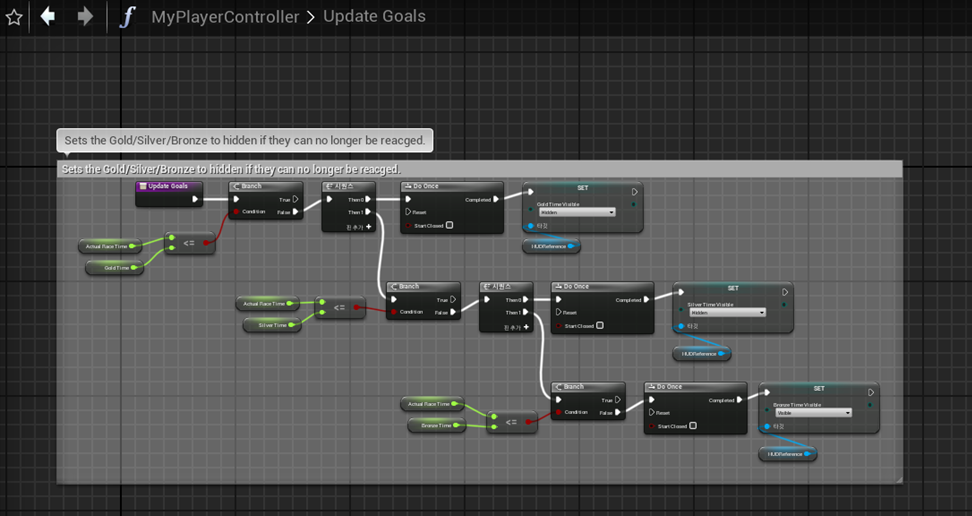 MyPlayerController > Update Goals
Sets the Gold/Silver/Bronze to hidden if they can no longer be reacged.
Sets the Gold/Silver/Bronze to hidden if they can no longer be reacged.
Update Goals
Branch
True
Condition
False
시퀀스
Then 0
Then 1
핀 추가 +
Do Once
Completed
Reset
Start Closed
SET
Gold Time Visible
Hidden
타깃
HUDReference
Actual Race Time
Gold Time
<=
Branch
True
Condition
False
시퀀스
Then 0
Then 1
핀 추가 +
Do Once
Completed
Reset
Start Closed
SET
Silver Time Visible
Hidden
타깃
HUDReference
Actual Race Time
Silver Time
<=
Branch
True
Condition
False
Do Once
Completed
Reset
Start Closed
SET
Bronze Time Visible
Visible
타깃
HUDReference
Actual Race Time
Bronze Time
<=